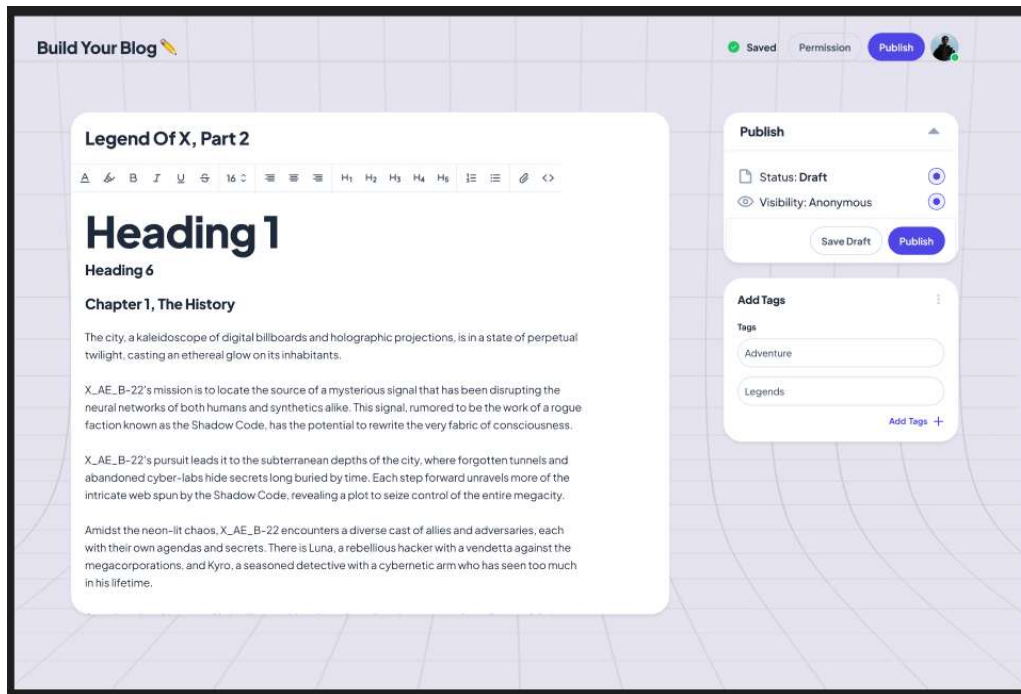 Build Your Blog ✏️
Saved
Permission
Publish
Legend Of X, Part 2
A B I U S 16 H1 H2 H3 H4 H5 <>
Heading 1
Heading 6
Chapter 1, The History
The city, a kaleidoscope of digital billboards and holographic projections, is in a state of perpetual
twilight, casting an ethereal glow on its inhabitants.
X_AE_B-22's mission is to locate the source of a mysterious signal that has been disrupting the
neural networks of both humans and synthetics alike. This signal, rumored to be the work of a rogue
faction known as the Shadow Code, has the potential to rewrite the very fabric of consciousness.
X_AE_B-22's pursuit leads it to the subterranean depths of the city, where forgotten tunnels and
abandoned cyber-labs hide secrets long buried by time. Each step forward unravels more of the
intricate web spun by the Shadow Code, revealing a plot to seize control of the entire megacity.
Amidst the neon-lit chaos, X_AE_B-22 encounters a diverse cast of allies and adversaries, each
with their own agendas and secrets. There is Luna, a rebellious hacker with a vendetta against the
megacorporations, and Kyro, a seasoned detective with a cybernetic arm who has seen too much
in his lifetime.
Publish
Status: Draft
Visibility: Anonymous
Save Draft
Publish
Add Tags
Tags
Adventure
Legends
Add Tags +